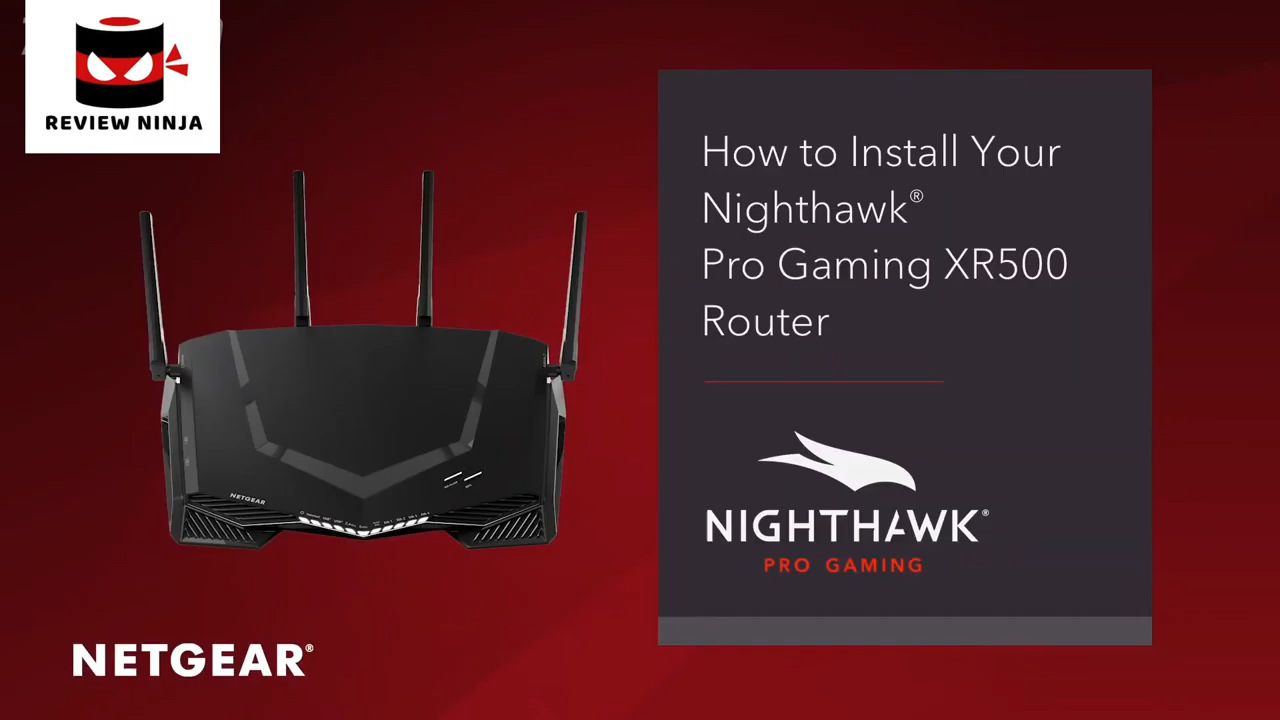 REVIEW NINJA
How to Install Your
Nighthawk®
Pro Gaming XR500
Router
NETGEAR
NIGHTHAWK®
PRO GAMING
NETGEAR®